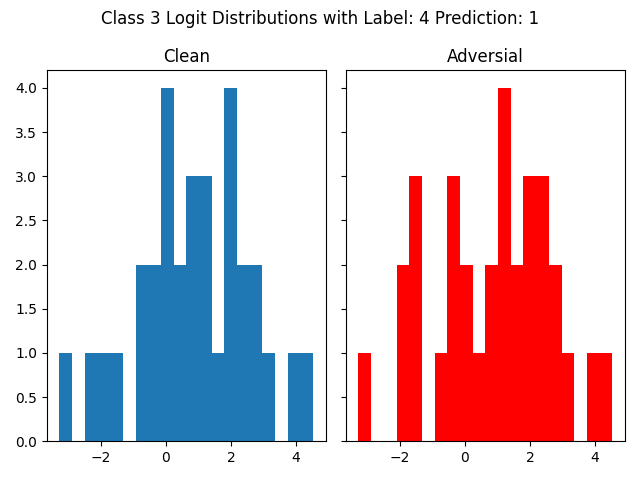 Class 3 Logit Distributions with Label: 4 Prediction: 1
Clean
Adversial
4.0
3.5
3.0
2.5
2.0
1.5
1.0
0.5
0.0
−2 0 2 4
−2 0 2 4